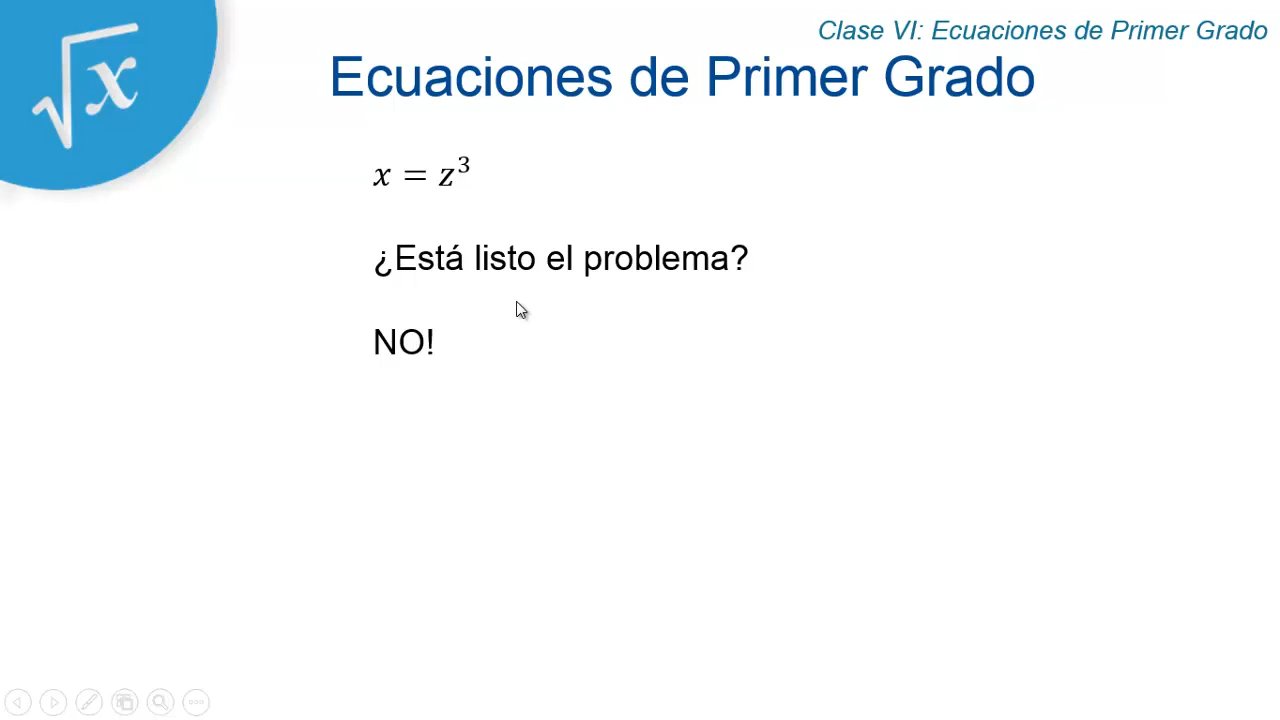 Clase VI: Ecuaciones de Primer Grado
Ecuaciones de Primer Grado
√x
x = z³
¿Está listo el problema?
NO!